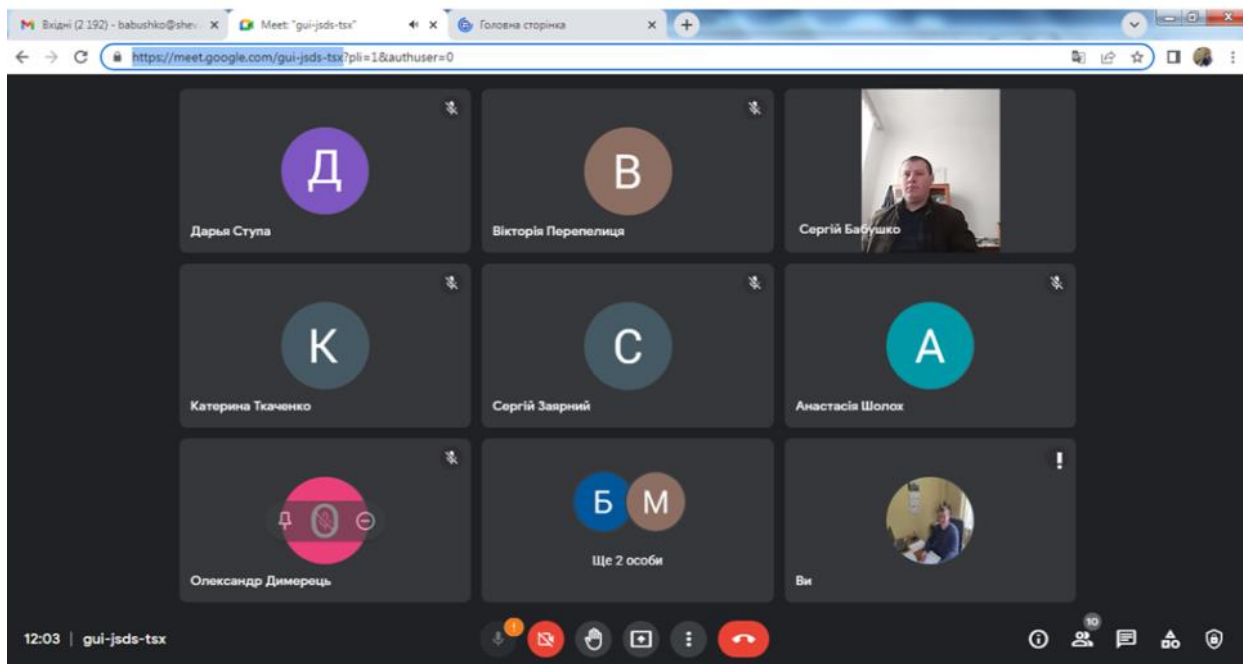 Вхідні (2 192) - babushko@shev
Meet: "gui-jsds-tsx"
Головна сторінка
https://meet.google.com/gui-jsds-tsx?pli=1&authuser=0
Д
В
Дарья Ступа
Вікторія Перепелиця
Сергій Бабушко
К
С
А
Катерина Ткаченко
Сергій Заярний
Анастасія Шолох
О
Б
М
Олександр Димерець
Ще 2 особи
Ви
12:03 | gui-jsds-tsx
10